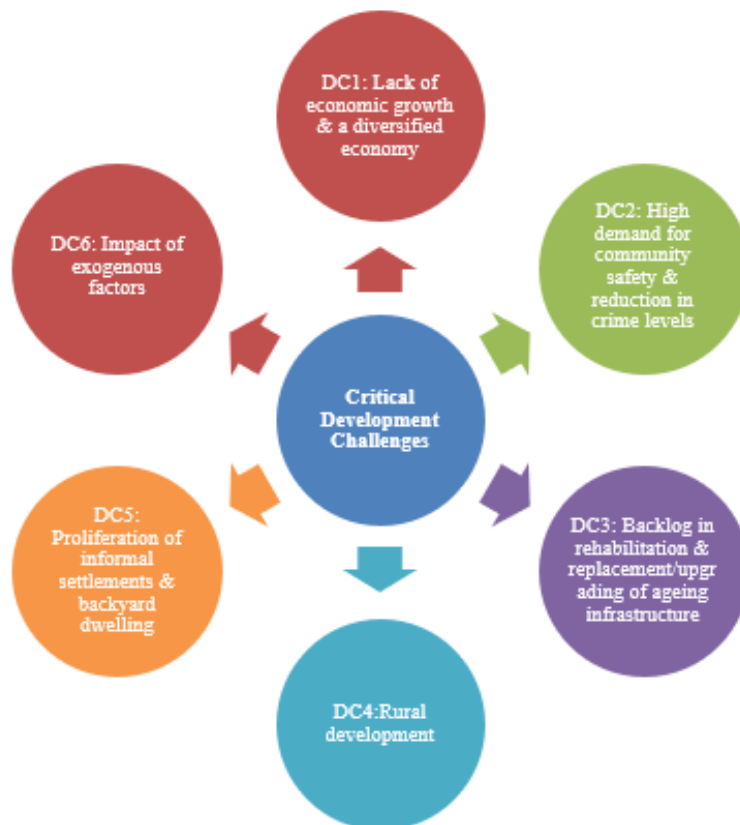 DC1: Lack of
economic growth
& a diversified
economy
DC2: High
demand for
community
safety &
reduction in
crime levels
DC3: Backlog in
rehabilitation &
replacement/upgr
ading of ageing
infrastructure
DC4:Rural
development
DC5:
Proliferation of
informal
settlements &
backyard
dwelling
DC6: Impact of
exogenous
factors
Critical
Development
Challenges